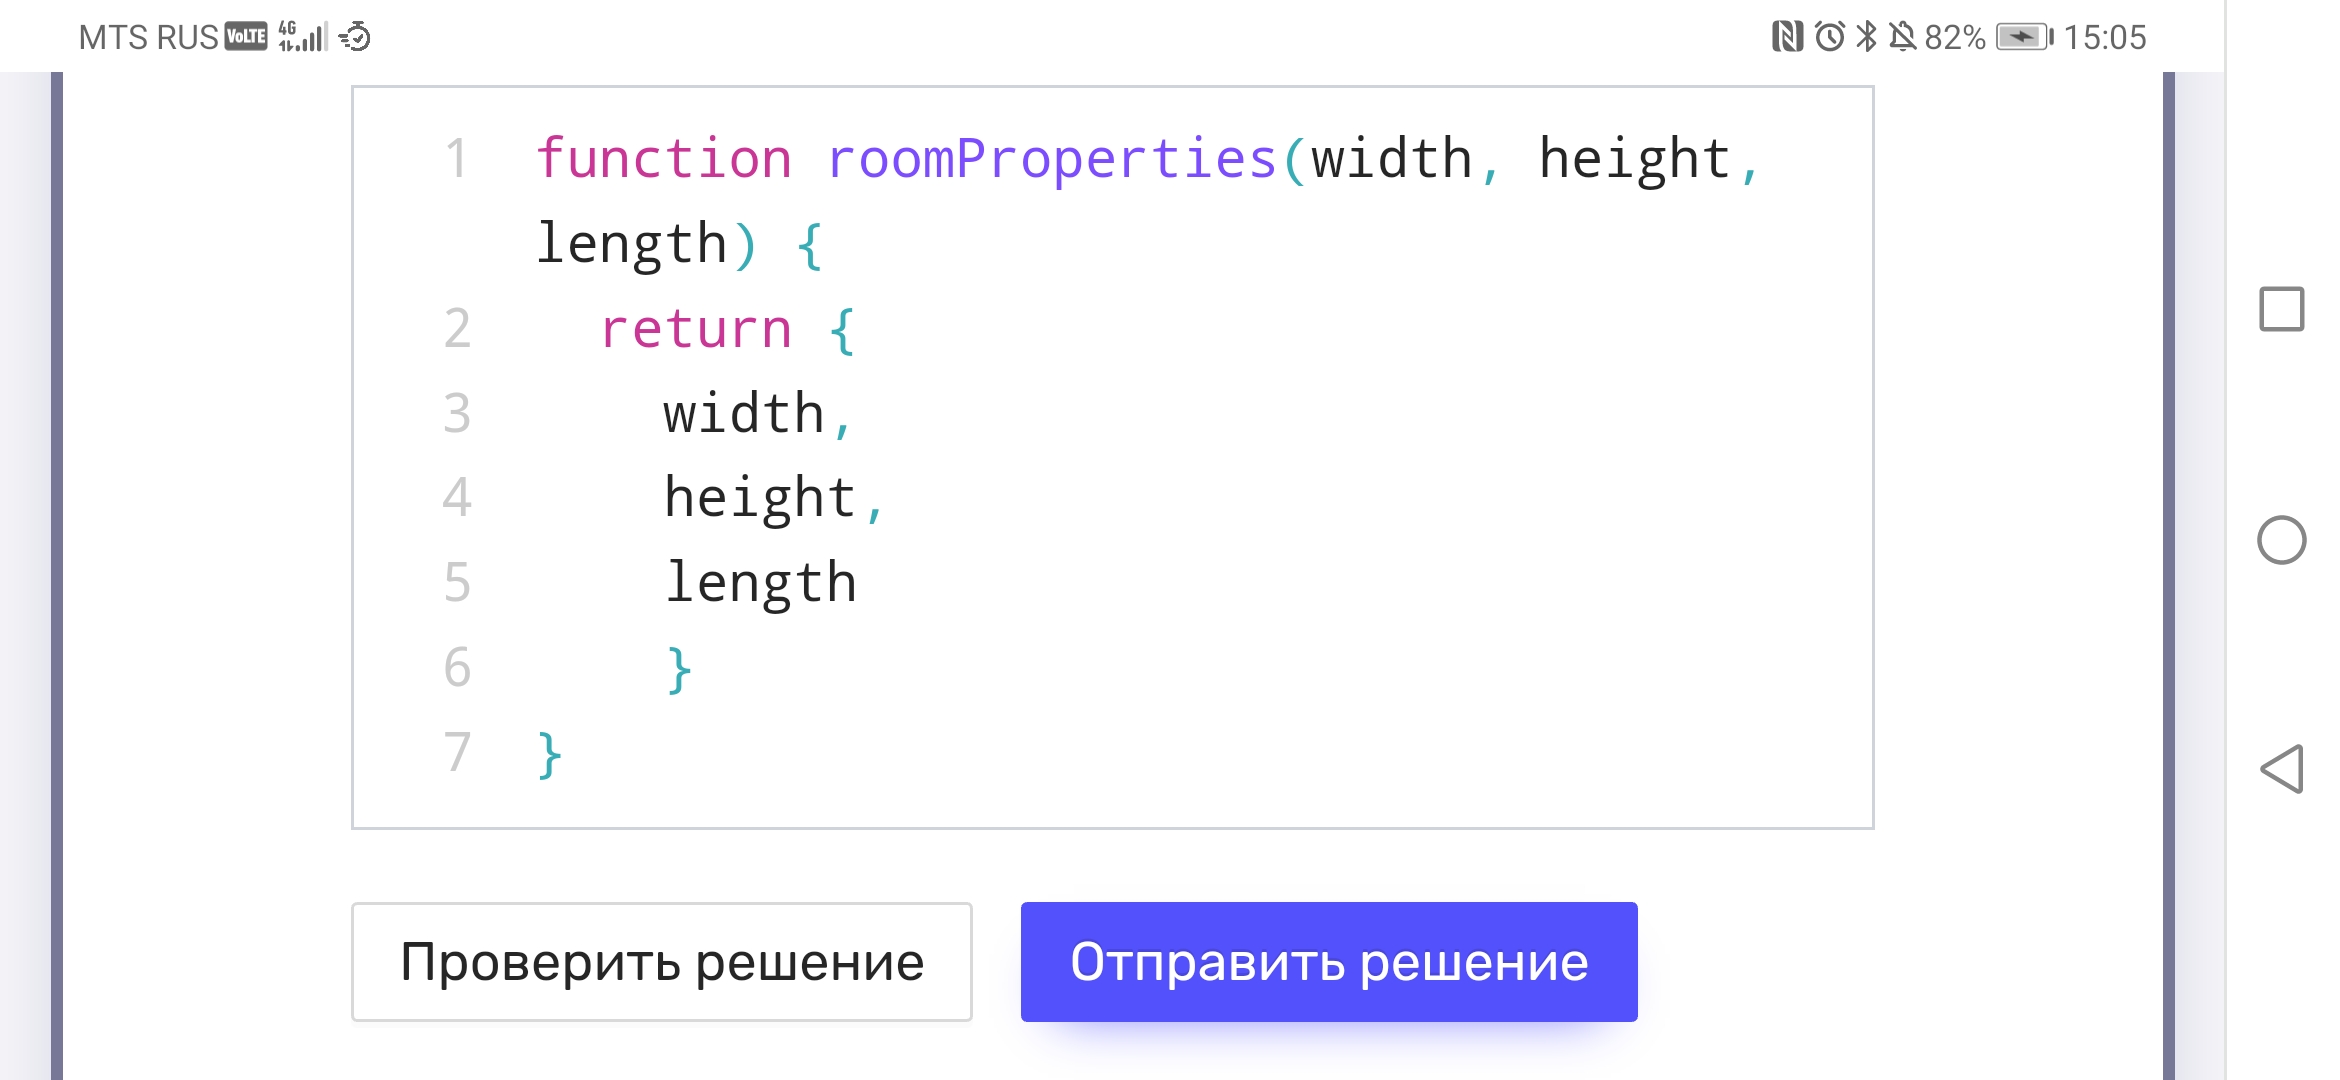 MTS RUS VoLTE 4G 82% 15:05
1 function roomProperties(width, height,
length) {
2 return {
3 width,
4 height,
5 length
6 }
7 }
Проверить решение Отправить решение